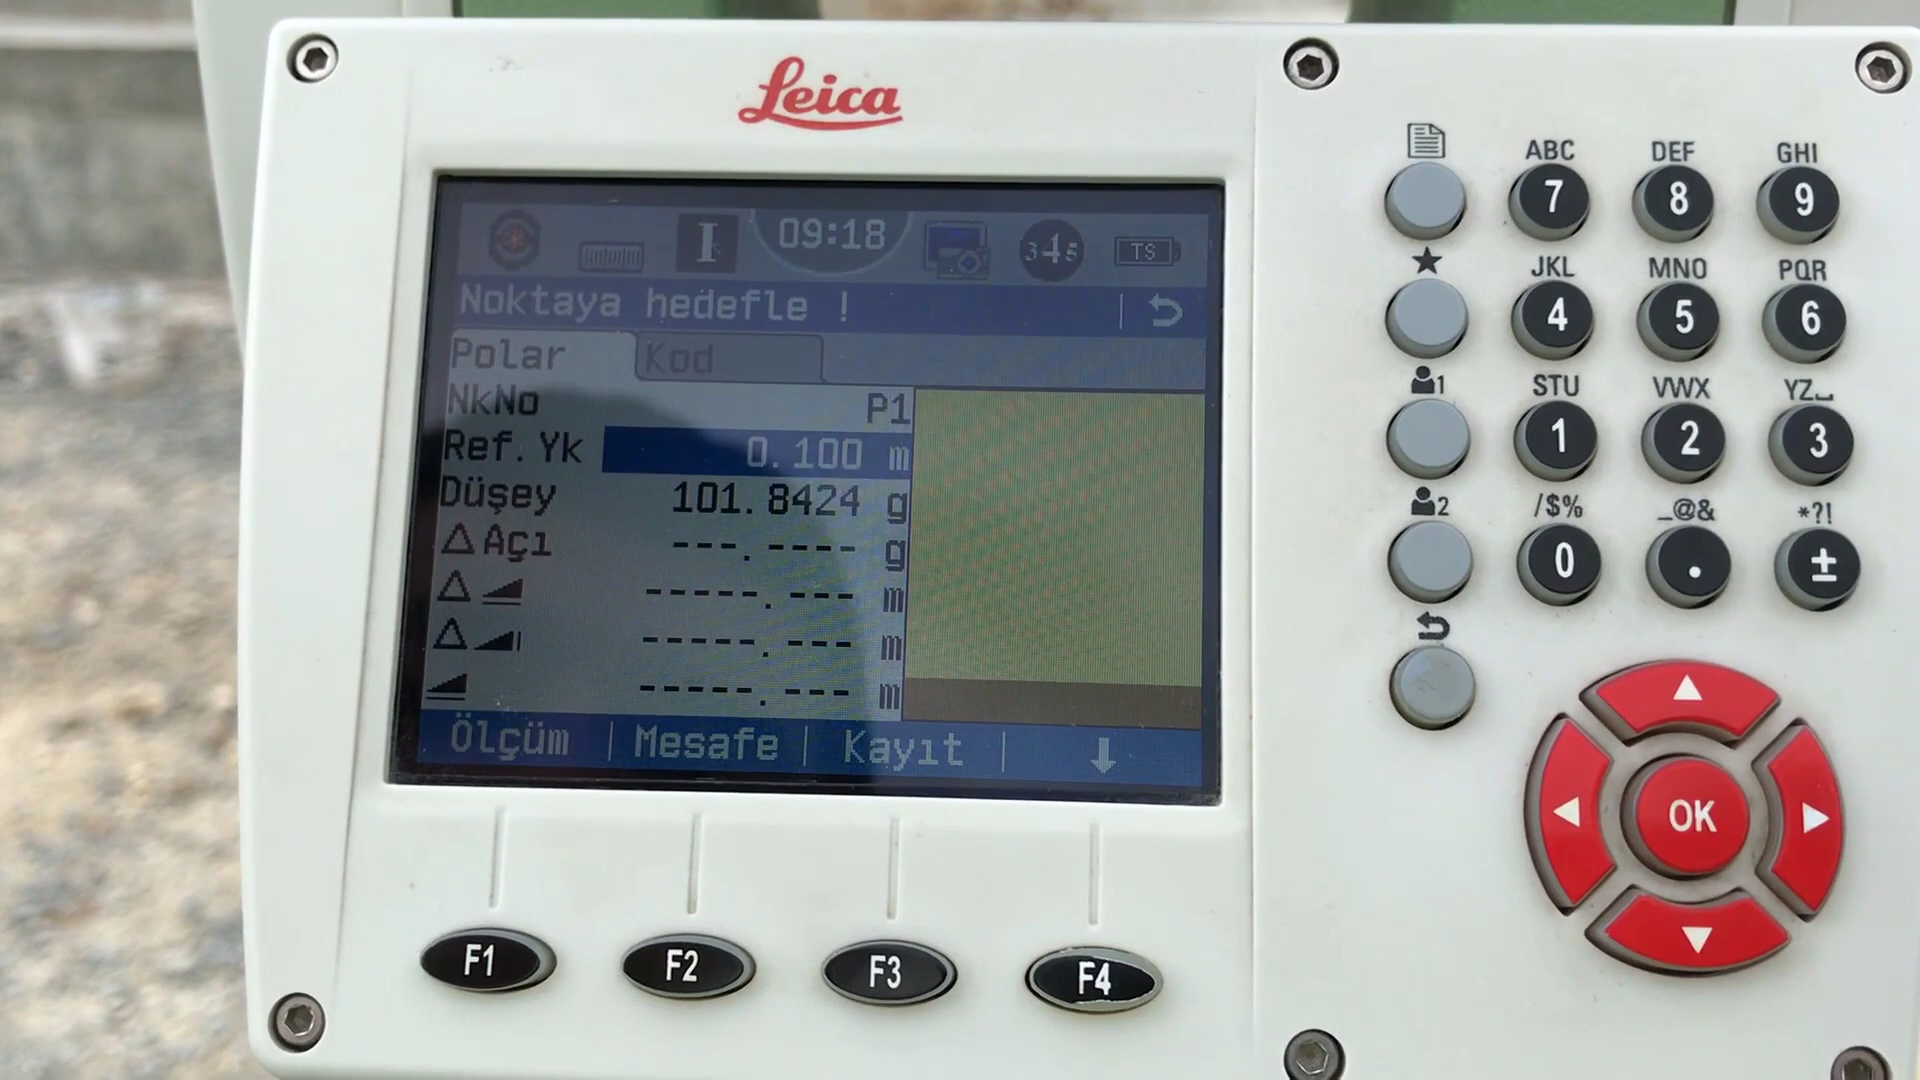 Leica
I 09:18 345 TS
Noktaya hedefle !
Polar Kod
NkNo P1
Ref.Yk 0.100 m
Düşey 101.8424 g
Δ Açı ---.---- g
Δ -----.--- m
Δ -----.--- m
-----.--- m
Ölçüm | Mesafe | Kayıt | ↓
F1 F2 F3 F4
ABC DEF GHI
7 8 9
★ JKL MNO PQR
4 5 6
1 STU VWX YZ⎵
1 2 3
2 /$% _@& *?!
0 . ±
OK